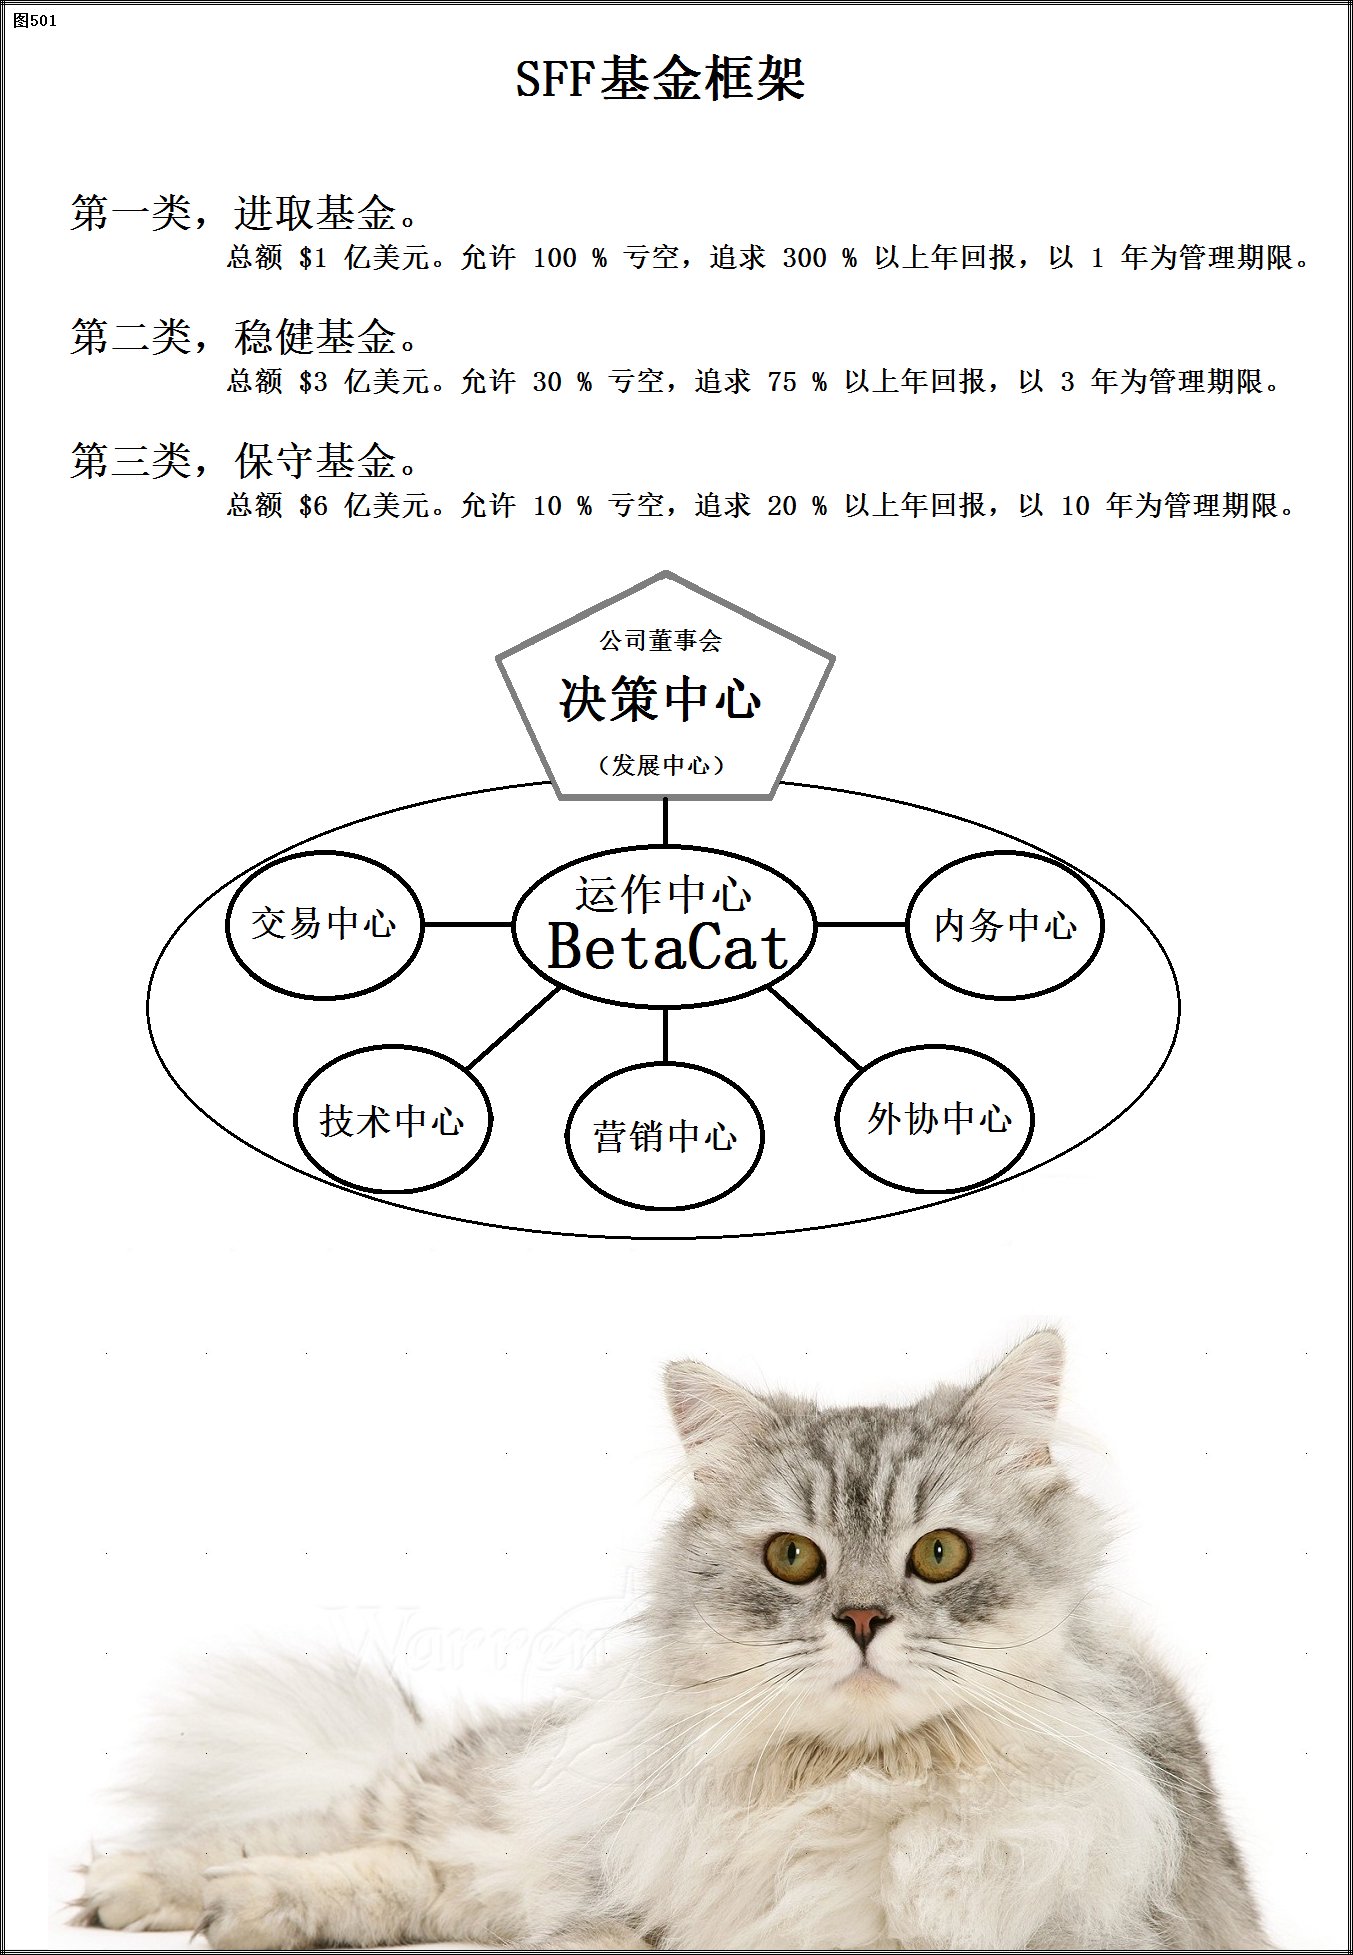 图501
SFF基金框架
第一类，进取基金。
总额 $1 亿美元。允许 100 % 亏空，追求 300 % 以上年回报，以 1 年为管理期限。
第二类，稳健基金。
总额 $3 亿美元。允许 30 % 亏空，追求 75 % 以上年回报，以 3 年为管理期限。
第三类，保守基金。
总额 $6 亿美元。允许 10 % 亏空，追求 20 % 以上年回报，以 10 年为管理期限。
公司董事会
决策中心
（发展中心）
运作中心
BetaCat
交易中心
内务中心
技术中心
营销中心
外协中心
Warren